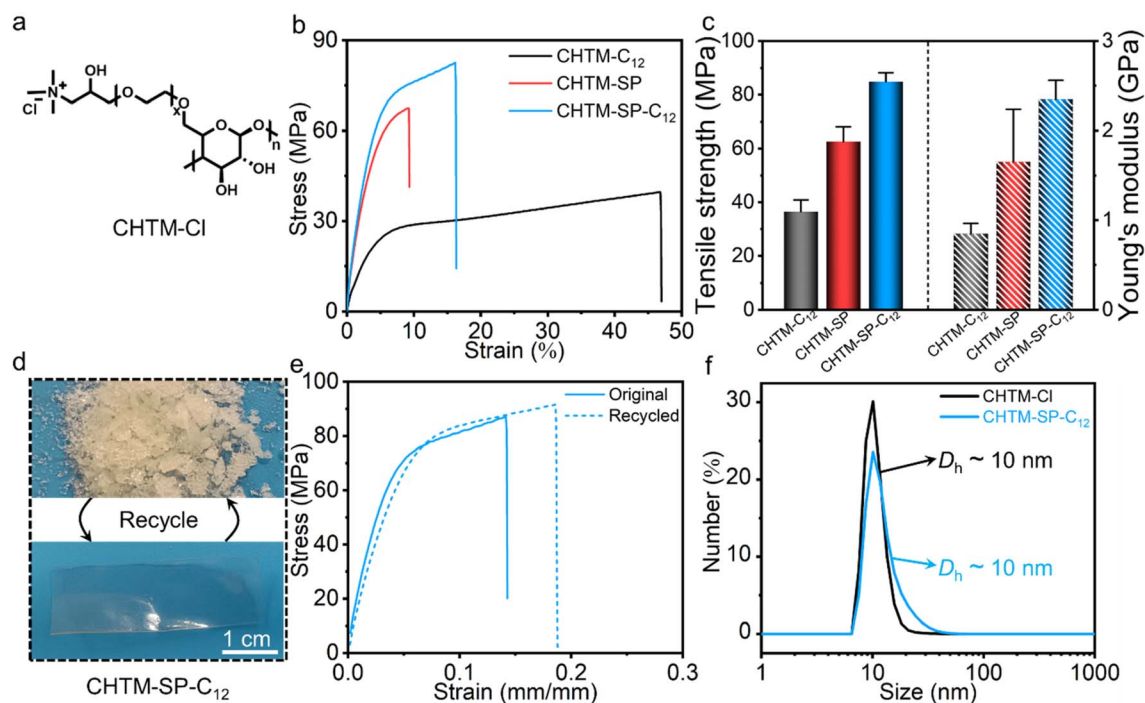 a
OH
N+
Cl−
O
O
x
O
O
O
n
OH
OH
CHTM-Cl
b
90
60
30
0
Stress (MPa)
0 10 20 30 40 50
Strain (%)
CHTM-C12
CHTM-SP
CHTM-SP-C12
c
100
80
60
40
20
0
Tensile strength (MPa)
3
2
1
0
Young's modulus (GPa)
CHTM-C12
CHTM-SP
CHTM-SP-C12
CHTM-C12
CHTM-SP
CHTM-SP-C12
d
Recycle
1 cm
CHTM-SP-C12
e
100
80
60
40
20
0
Stress (MPa)
0.0 0.1 0.2 0.3
Strain (mm/mm)
Original
Recycled
f
30
20
10
0
Number (%)
1 10 100 1000
Size (nm)
CHTM-Cl
CHTM-SP-C12
Dh ~ 10 nm
Dh ~ 10 nm